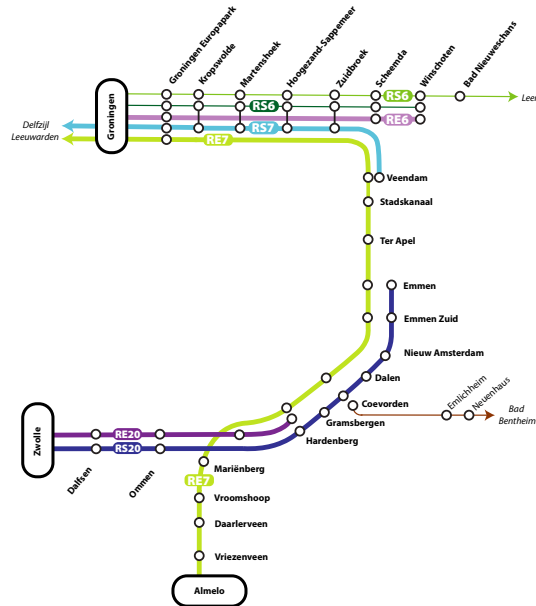 Groningen Europapark
Kropswolde
Martenshoek
Hoogezand-Sappemeer
Zuidbroek
Scheemda
Winschoten
Bad Nieuweschans
Groningen
RS6
Leer
RS6
RE6
Delfzijl
RS7
Leeuwarden
RE7
Veendam
Stadskanaal
Ter Apel
Emmen
Emmen Zuid
Nieuw Amsterdam
Dalen
Coevorden
Emlichheim
Neuenhaus
Bad
Bentheim
Gramsbergen
Hardenberg
Zwolle
RE20
RS20
Dalfsen
Ommen
Mariënberg
RE7
Vroomshoop
Daarlerveen
Vriezenveen
Almelo